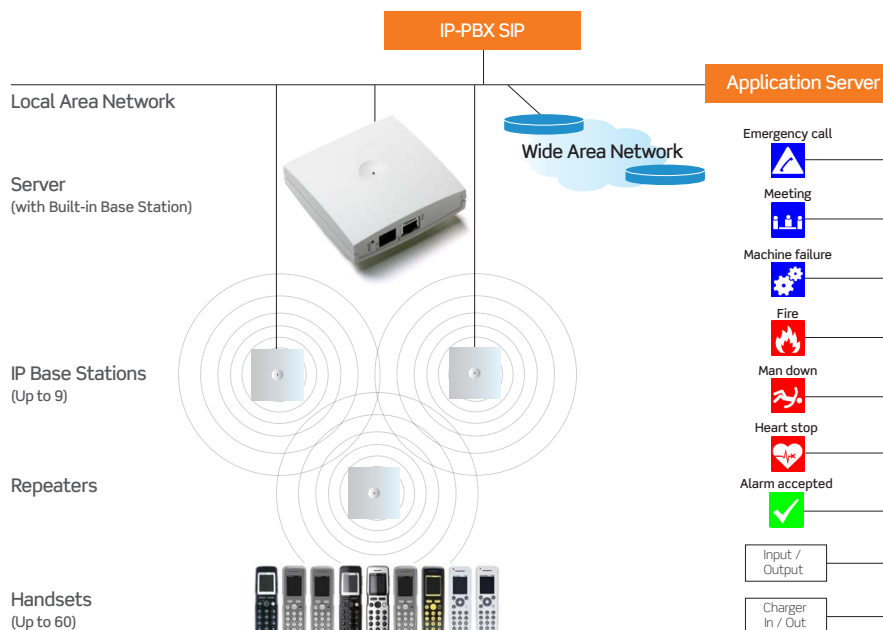 IP-PBX SIP
Application Server
Local Area Network
Wide Area Network
Server
(with Built-in Base Station)
Emergency call
Meeting
Machine failure
Fire
IP Base Stations
(Up to 9)
Man down
Heart stop
Repeaters
Alarm accepted
Input /
Output
Handsets
(Up to 60)
Charger
In / Out